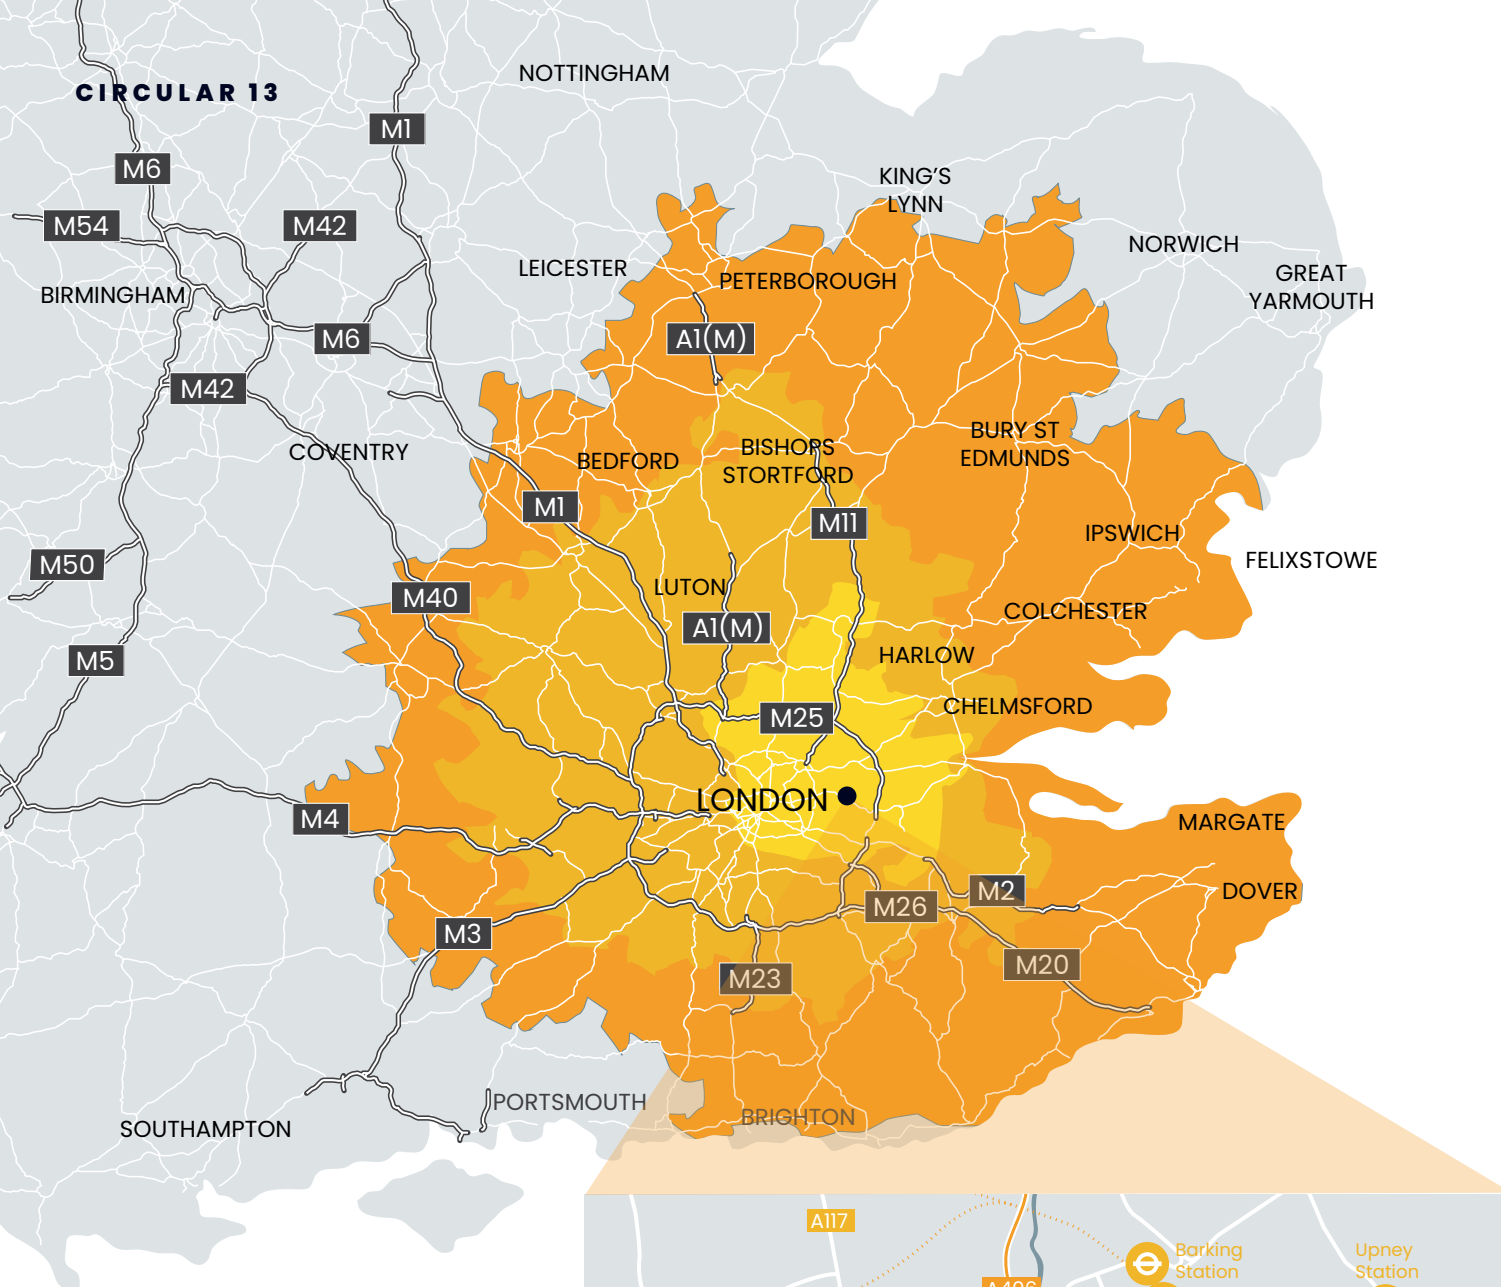 NOTTINGHAM
CIRCULAR 13
M1
M6
KING'S
LYNN
M54
M42
NORWICH
LEICESTER
PETERBOROUGH
GREAT
YARMOUTH
BIRMINGHAM
M6
A1(M)
M42
COVENTRY
BEDFORD
BISHOPS
STORTFORD
BURY ST
EDMUNDS
M1
M11
IPSWICH
M50
FELIXSTOWE
M40
LUTON
A1(M)
COLCHESTER
M5
HARLOW
CHELMSFORD
M25
LONDON
M4
MARGATE
M2
DOVER
M26
M3
M20
M23
PORTSMOUTH
BRIGHTON
SOUTHAMPTON
A117
Barking
Station
Upney
Station
A406